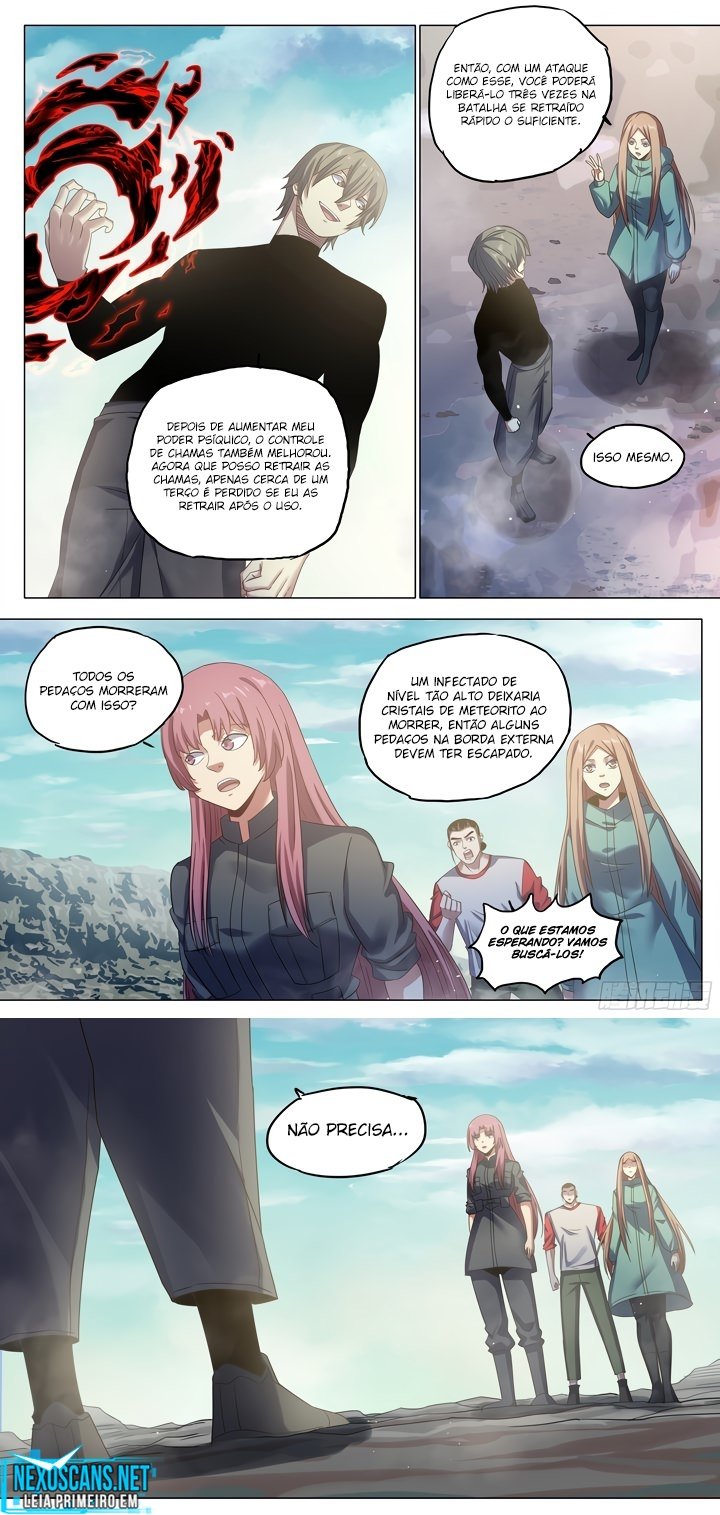 DEPOIS DE AUMENTAR MEU
PODER PSÍQUICO, O CONTROLE
DE CHAMAS TAMBÉM MELHOROU.
AGORA QUE POSSO RETRAIR AS
CHAMAS, APENAS CERCA DE UM
TERÇO É PERDIDO SE EU AS
RETRAIR APÓS O USO.
ENTÃO, COM UM ATAQUE
COMO ESSE, VOCÊ PODERÁ
LIBERÁ-LO TRÊS VEZES NA
BATALHA SE RETRAÍDO
RÁPIDO O SUFICIENTE.
ISSO MESMO.
TODOS OS
PEDAÇOS MORRERAM
COM ISSO?
UM INFECTADO DE
NÍVEL TÃO ALTO DEIXARIA
CRISTAIS DE METEORITO AO
MORRER, ENTÃO ALGUNS
PEDAÇOS NA BORDA EXTERNA
DEVEM TER ESCAPADO.
O QUE ESTAMOS
ESPERANDO? VAMOS
BUSCÁ-LOS!
NÃO PRECISA...
NEXOSCANS.NET
LEIA PRIMEIRO EM